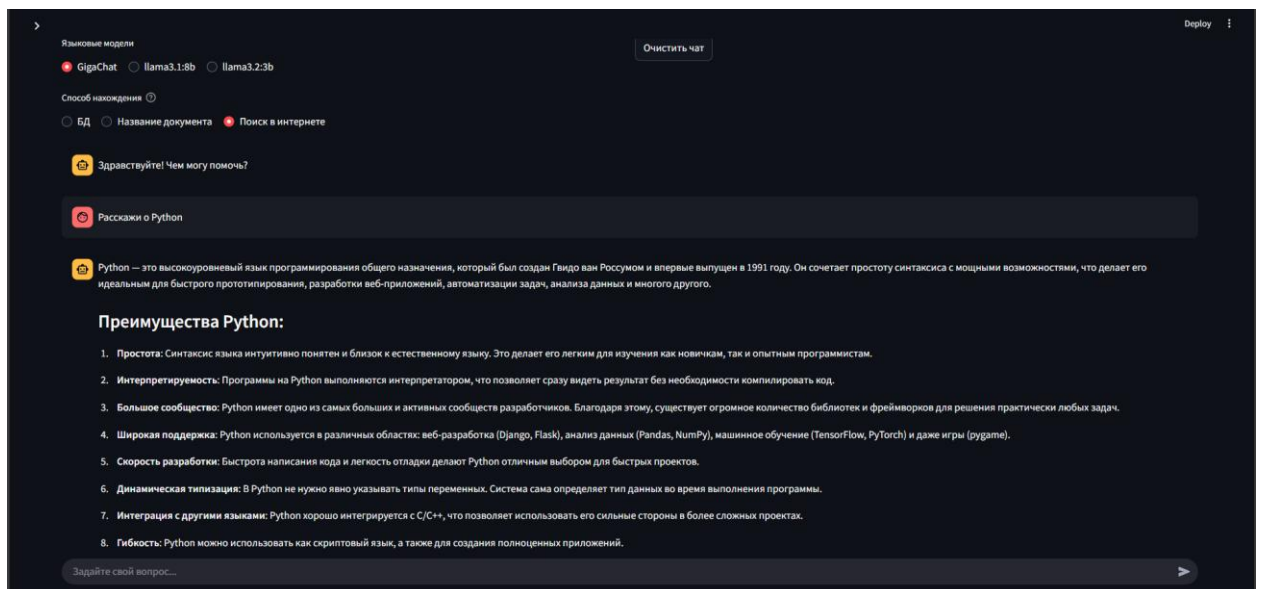 Deploy
Языковые модели
Очистить чат
GigaChat llama3.1:8b llama3.2:3b
Способ нахождения
БД Название документа Поиск в интернете
Здравствуйте! Чем могу помочь?
Расскажи о Python
Python — это высокоуровневый язык программирования общего назначения, который был создан Гвидо ван Россумом и впервые выпущен в 1991 году. Он сочетает простоту синтаксиса с мощными возможностями, что делает его
идеальным для быстрого прототипирования, разработки веб-приложений, автоматизации задач, анализа данных и многого другого.
Преимущества Python:
1. Простота: Синтаксис языка интуитивно понятен и близок к естественному языку. Это делает его легким для изучения как новичкам, так и опытным программистам.
2. Интерпретируемость: Программы на Python выполняются интерпретатором, что позволяет сразу видеть результат без необходимости компилировать код.
3. Большое сообщество: Python имеет одно из самых больших и активных сообществ разработчиков. Благодаря этому, существует огромное количество библиотек и фреймворков для решения практически любых задач.
4. Широкая поддержка: Python используется в различных областях: веб-разработка (Django, Flask), анализ данных (Pandas, NumPy), машинное обучение (TensorFlow, PyTorch) и даже игры (pygame).
5. Скорость разработки: Быстрота написания кода и легкость отладки делают Python отличным выбором для быстрых проектов.
6. Динамическая типизация: В Python не нужно явно указывать типы переменных. Система сама определяет тип данных во время выполнения программы.
7. Интеграция с другими языками: Python хорошо интегрируется с C/C++, что позволяет использовать его сильные стороны в более сложных проектах.
8. Гибкость: Python можно использовать как скриптовый язык, а также для создания полноценных приложений.
Задайте свой вопрос...